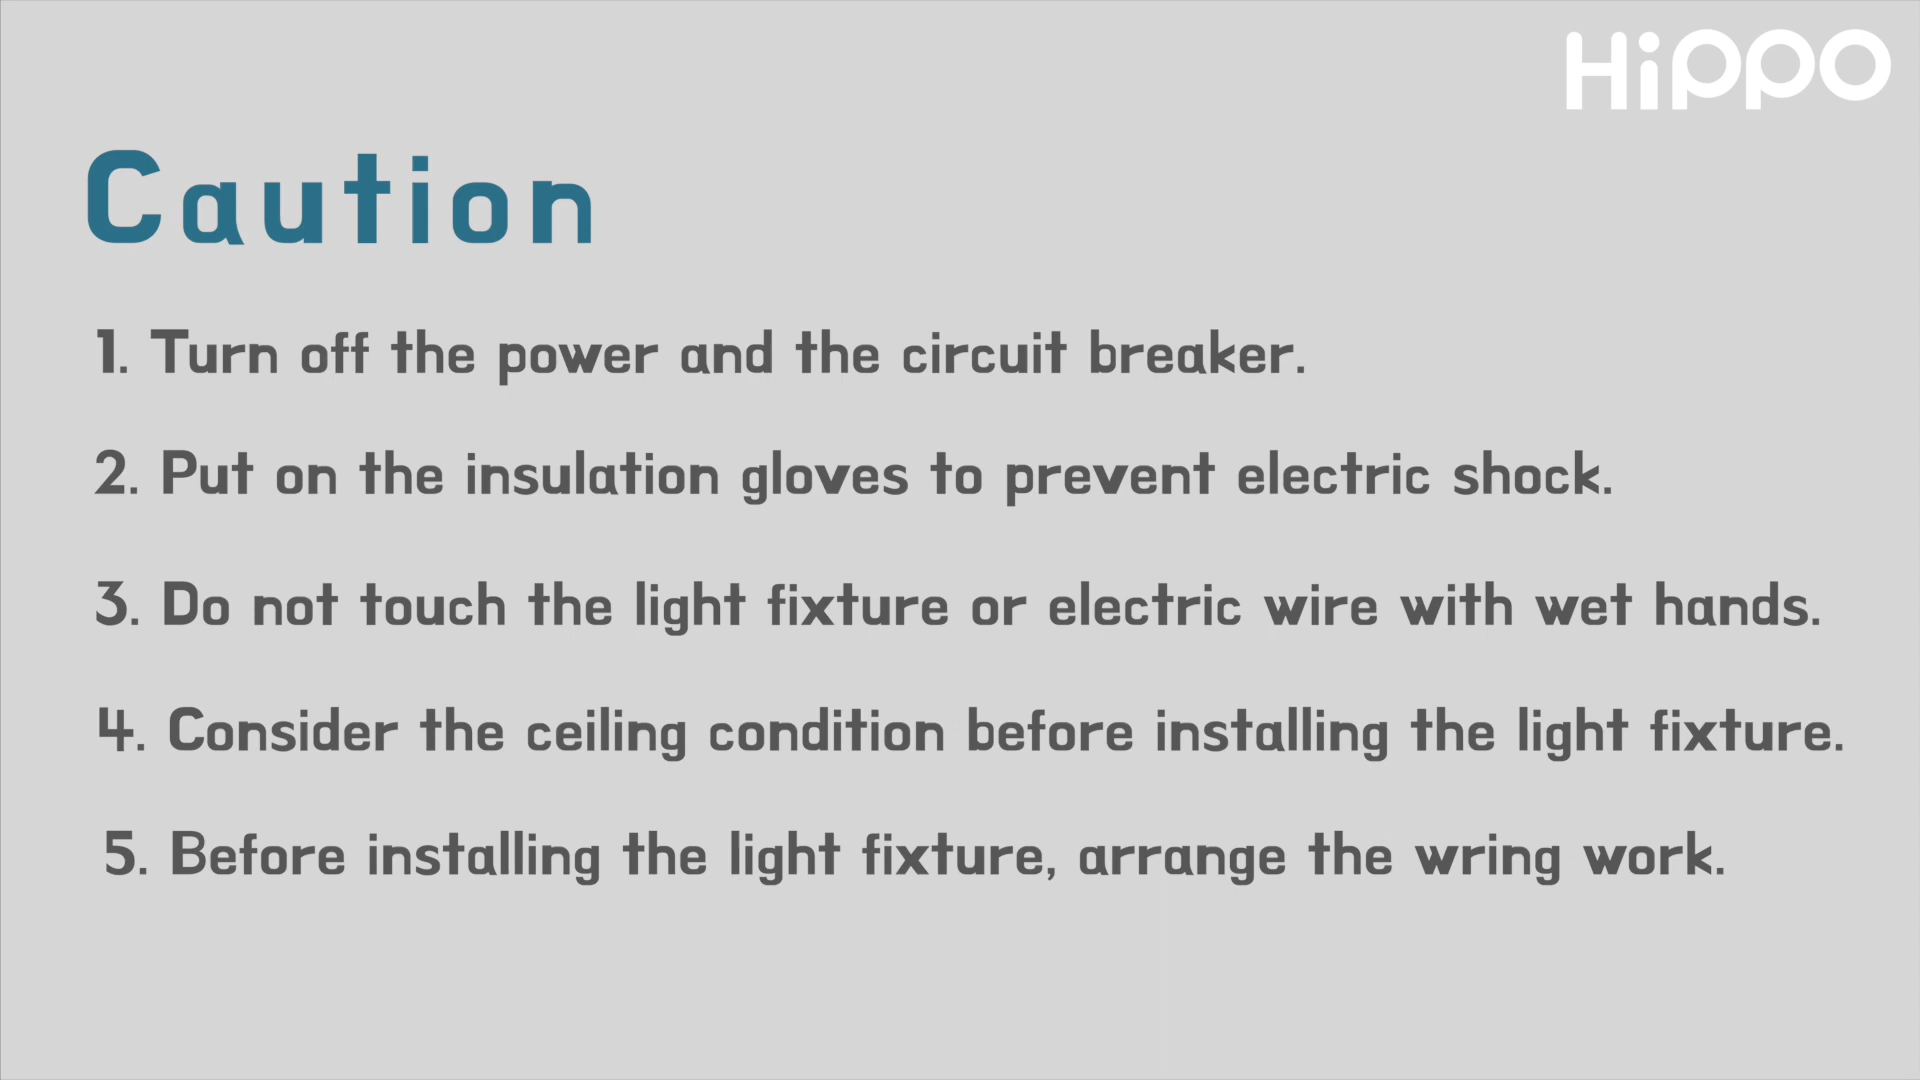 Hippo
Caution
1. Turn off the power and the circuit breaker.
2. Put on the insulation gloves to prevent electric shock.
3. Do not touch the light fixture or electric wire with wet hands.
4. Consider the ceiling condition before installing the light fixture.
5. Before installing the light fixture, arrange the wring work.